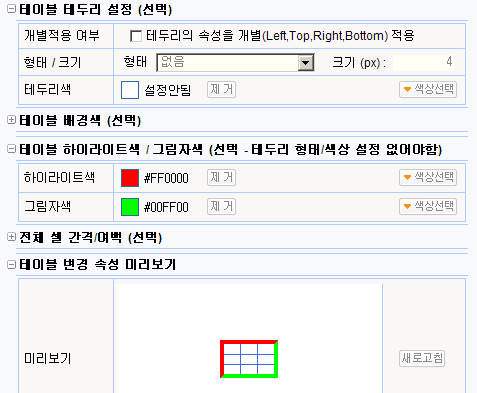 테이블 테두리 설정 (선택)
개별적용 여부 테두리의 속성을 개별(Left,Top,Right,Bottom) 적용
형태 / 크기 형태 없음 크기 (px) : 4
테두리색 설정안됨 제거 색상선택
테이블 배경색 (선택)
테이블 하이라이트색 / 그림자색 (선택 - 테두리 형태/색상 설정 없어야함)
하이라이트색 #FF0000 제거 색상선택
그림자색 #00FF00 제거 색상선택
전체 셀 간격/여백 (선택)
테이블 변경 속성 미리보기
미리보기 새로고침